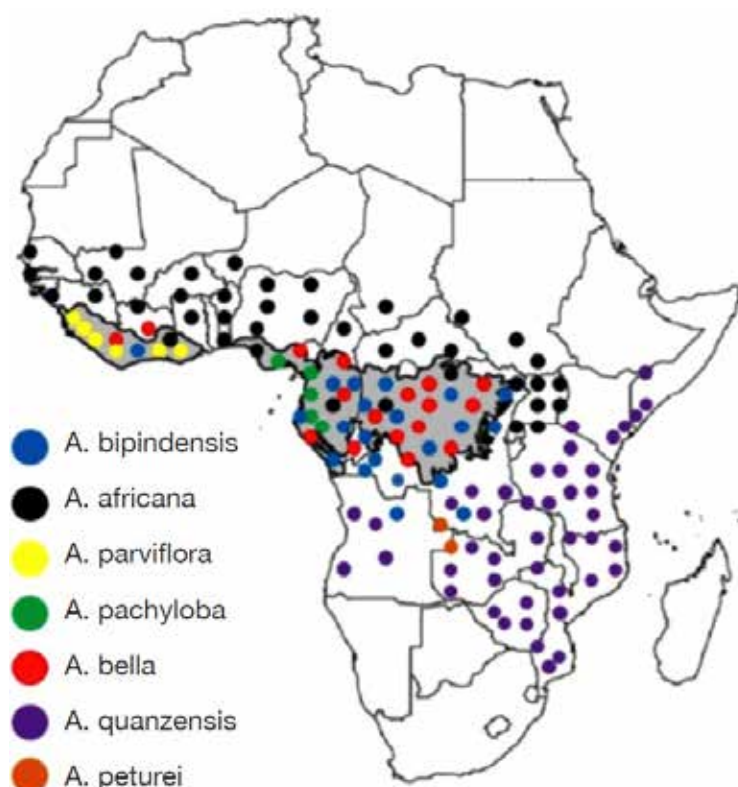 A. bipindensis
A. africana
A. parviflora
A. pachyloba
A. bella
A. quanzensis
A. peturei